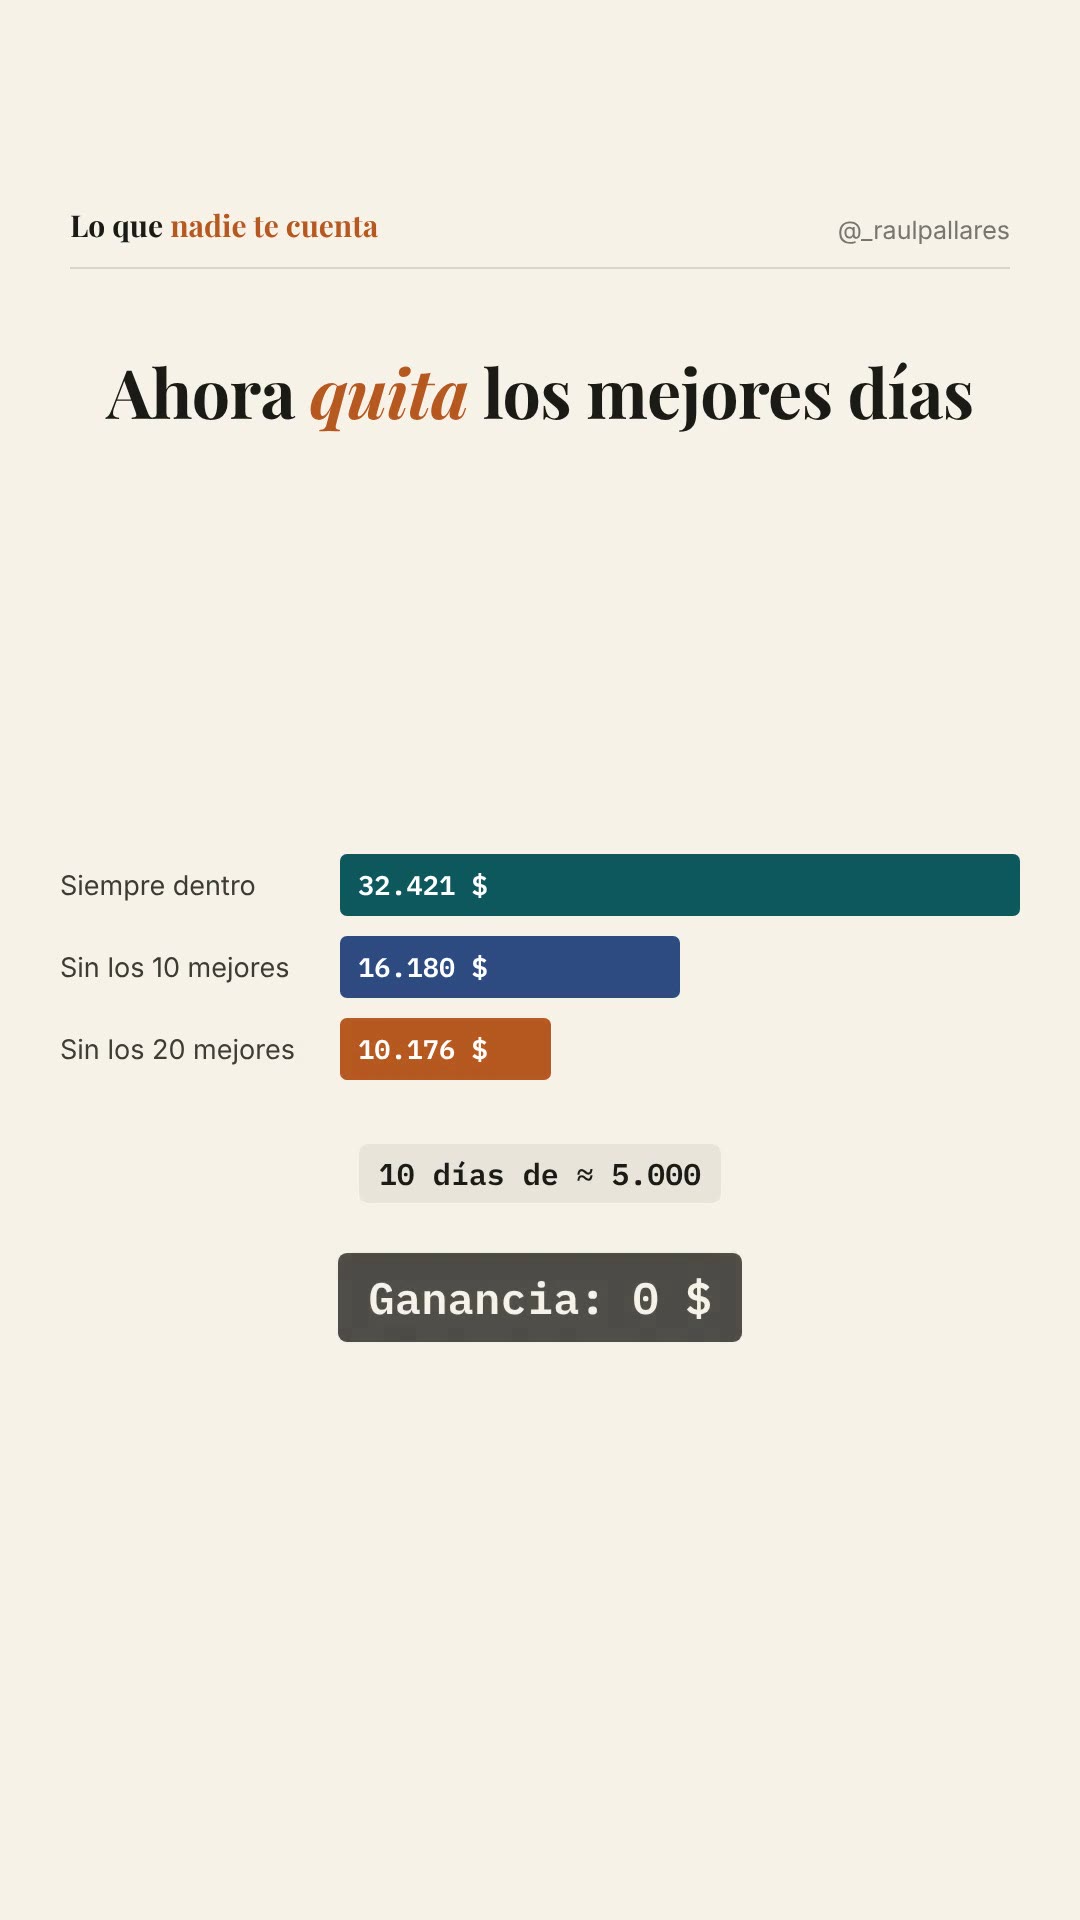 Lo que nadie te cuenta
@_raulpallares
Ahora quita los mejores días
Siempre dentro 32.421 $
Sin los 10 mejores 16.180 $
Sin los 20 mejores 10.176 $
10 días de ≈ 5.000
Ganancia: 0 $